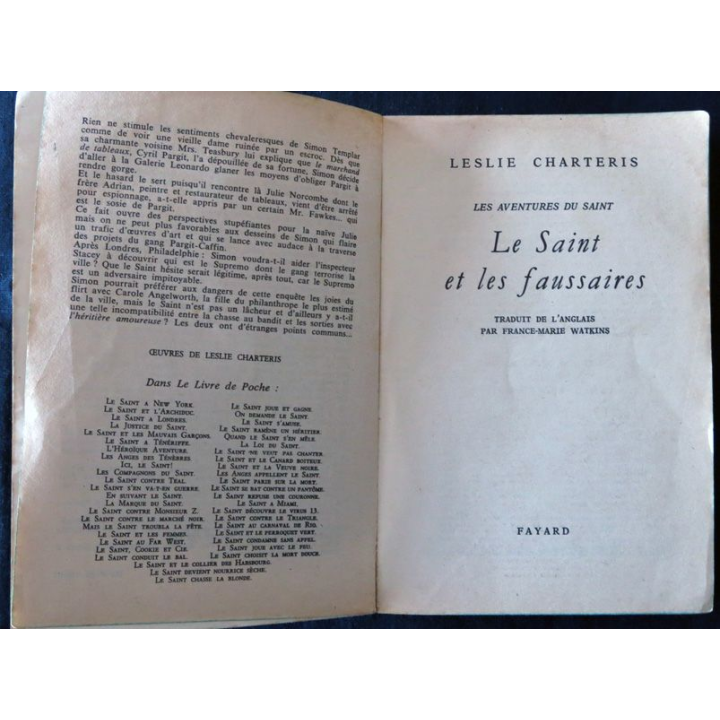 Rien ne stimule les sentiments chevaleresques de Simon Templar
comme de voir une vieille dame ruinée par un escroc. Dès que
sa charmante voisine Mrs. Teasbury lui explique que le marchand
de tableaux, Cyril Pargit, l'a dépouillée de sa fortune, Simon décide
d'aller à la Galerie Leonardo glaner les moyens d'obliger Pargit à
rendre gorge.
Et le hasard le sert puisqu'il rencontre là Julie Norcombe dont le
frère Adrian, peintre et restaurateur de tableaux, vient d'être arrêté
pour espionnage, a-t-elle appris par un certain Mr. Fawkes... qui
est le sosie de Pargit.
Ce fait ouvre des perspectives stupéfiantes pour la naïve Julie
mais on ne peut plus favorables aux desseins de Simon qui flaire
un trafic d'œuvres d'art et qui se lance avec audace à la traverse
des projets du gang Pargit-Caffin.
Après Londres, Philadelphie : Simon voudra-t-il aider l'inspecteur
Stacey à découvrir qui est le Supremo dont le gang terrorise la
ville ? Que le Saint hésite serait légitime, après tout, car le Supremo
est un adversaire impitoyable.
Simon pourrait préférer aux dangers de cette enquête les joies du
flirt avec Carole Angelworth, la fille du philanthrope le plus estimé
de la ville, mais le Saint n'est pas un lâcheur et d'ailleurs y a-t-il
une telle incompatibilité entre la chasse au bandit et les sorties avec
l'héritière amoureuse ? Les deux ont d'étranges points communs...
ŒUVRES DE LESLIE CHARTERIS
Dans Le Livre de Poche :
LE SAINT A NEW YORK.
LE SAINT ET L'ARCHIDUC.
LE SAINT A LONDRES.
LA JUSTICE DU SAINT.
LE SAINT ET LES MAUVAIS GARÇONS.
LE SAINT A TÉNÉRIFFE.
L'HÉROÏQUE AVENTURE.
LES ANGES DES TÉNÈBRES.
ICI, LE SAINT!
LES COMPAGNONS DU SAINT.
LE SAINT CONTRE TEAL.
LE SAINT S'EN VA-T-EN GUERRE.
EN SUIVANT LE SAINT.
LA MARQUE DU SAINT.
LE SAINT CONTRE MONSIEUR Z.
LE SAINT CONTRE LE MARCHÉ NOIR.
MAIS LE SAINT TROUBLA LA FÊTE.
LE SAINT ET LES FEMMES.
LE SAINT AU FAR WEST.
LE SAINT, COOKIE ET CIE.
LE SAINT CONDUIT LE BAL.
LE SAINT JOUE ET GAGNE.
ON DEMANDE LE SAINT.
LE SAINT S'AMUSE.
LE SAINT RAMÈNE UN HÉRITIER.
QUAND LE SAINT S'EN MÊLE.
LA LOI DU SAINT.
LE SAINT NE VEUT PAS CHANTER.
LE SAINT ET LE CANARD BOITEUX.
LE SAINT ET LA VEUVE NOIRE.
LES ANGES APPELLENT LE SAINT.
LE SAINT PARIE SUR LA MORT.
LE SAINT SE BAT CONTRE UN FANTÔME.
LE SAINT REFUSE UNE COURONNE.
LE SAINT A MIAMI.
LE SAINT DÉCOUVRE LE VIRUS 13.
LE SAINT CONTRE LE TRIANGLE.
LE SAINT AU CARNAVAL DE RIO.
LE SAINT ET LE PERROQUET VERT.
LE SAINT CONDAMNE SANS APPEL.
LE SAINT JOUE AVEC LE FEU.
LE SAINT CHOISIT LA MORT DOUCE.
LE SAINT ET LE COLLIER DES HABSBOURG.
LE SAINT DEVIENT NOURRICE SÈCHE.
LE SAINT CHASSE LA BLONDE.
LESLIE CHARTERIS
LES AVENTURES DU SAINT
Le Saint
et les faussaires
TRADUIT DE L'ANGLAIS
PAR FRANCE-MARIE WATKINS
FAYARD